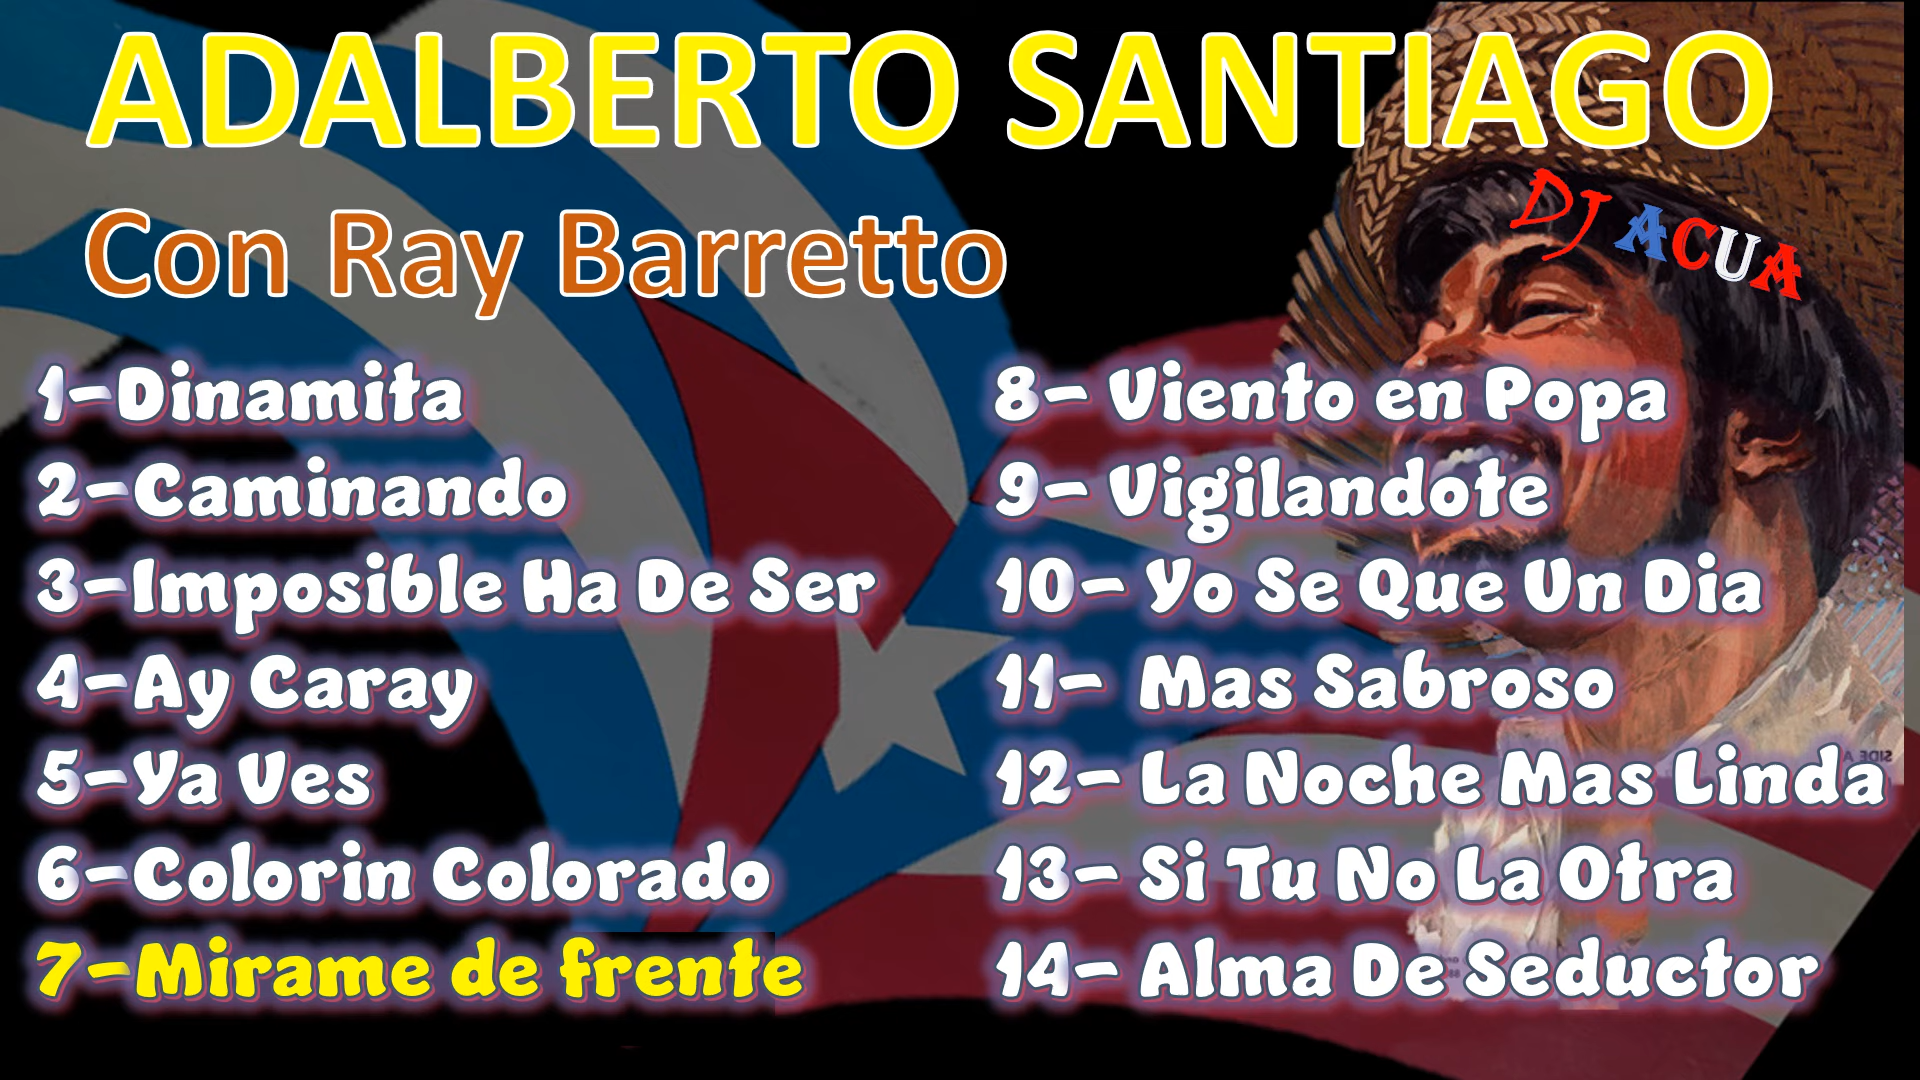 ADALBERTO SANTIAGO
DJ ACUA
Con Ray Barretto
1-Dinamita
2-Caminando
3-Imposible Ha De Ser
4-Ay Caray
5-Ya Ves
6-Colorin Colorado
7-Mirame de frente
8- Viento en Popa
9- Vigilandote
10- Yo Se Que Un Dia
11- Mas Sabroso
12- La Noche Mas Linda
13- Si Tu No La Otra
14- Alma De Seductor
SIDE A